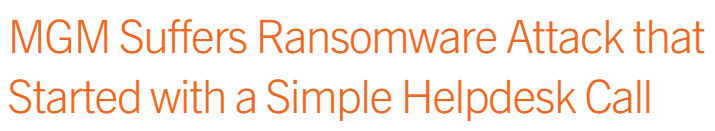 MGM Suffers Ransomware Attack that
Started with a Simple Helpdesk Call